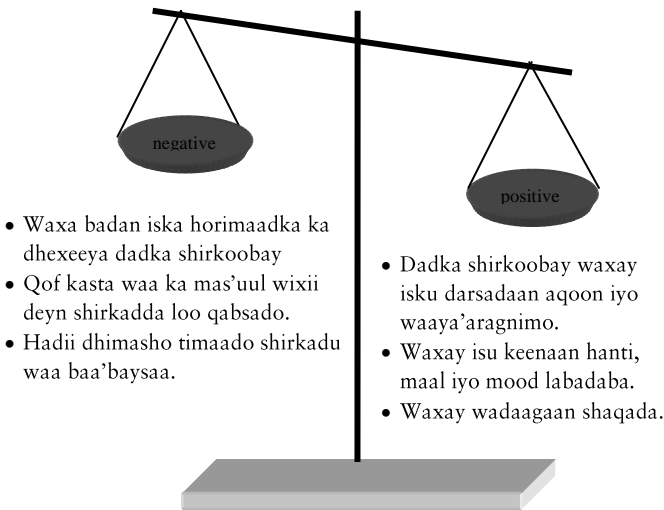 negative
positive
• Waxa badan iska horimaadka ka
dhexeeya dadka shirkoobay
• Qof kasta waa ka mas’uul wixii
deyn shirkadda loo qabsado.
• Hadii dhimasho timaado shirkadu
waa baa’baysaa.
• Dadka shirkoobay waxay
isku darsadaan aqoon iyo
waaya’aragnimo.
• Waxay isu keenaan hanti,
maal iyo mood labadaba.
• Waxay wadaagaan shaqada.